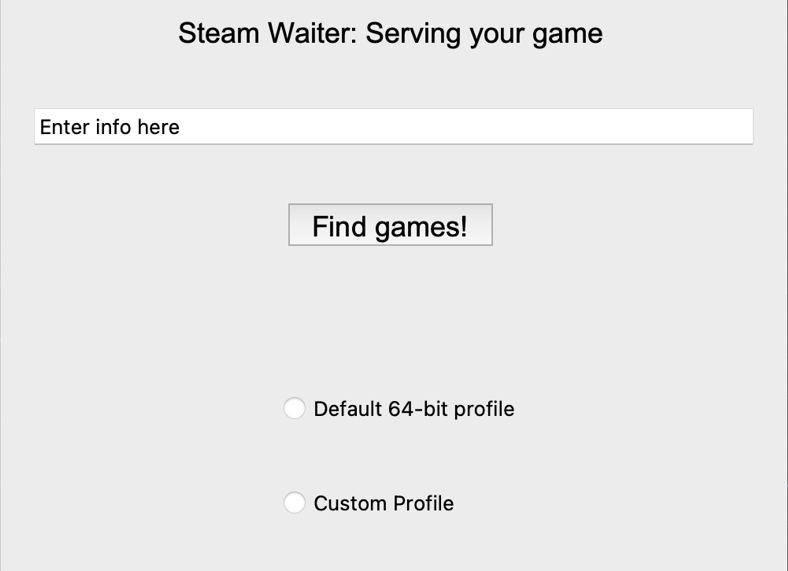 Steam Waiter: Serving your game
Enter info here
Find games!
Default 64-bit profile
Custom Profile